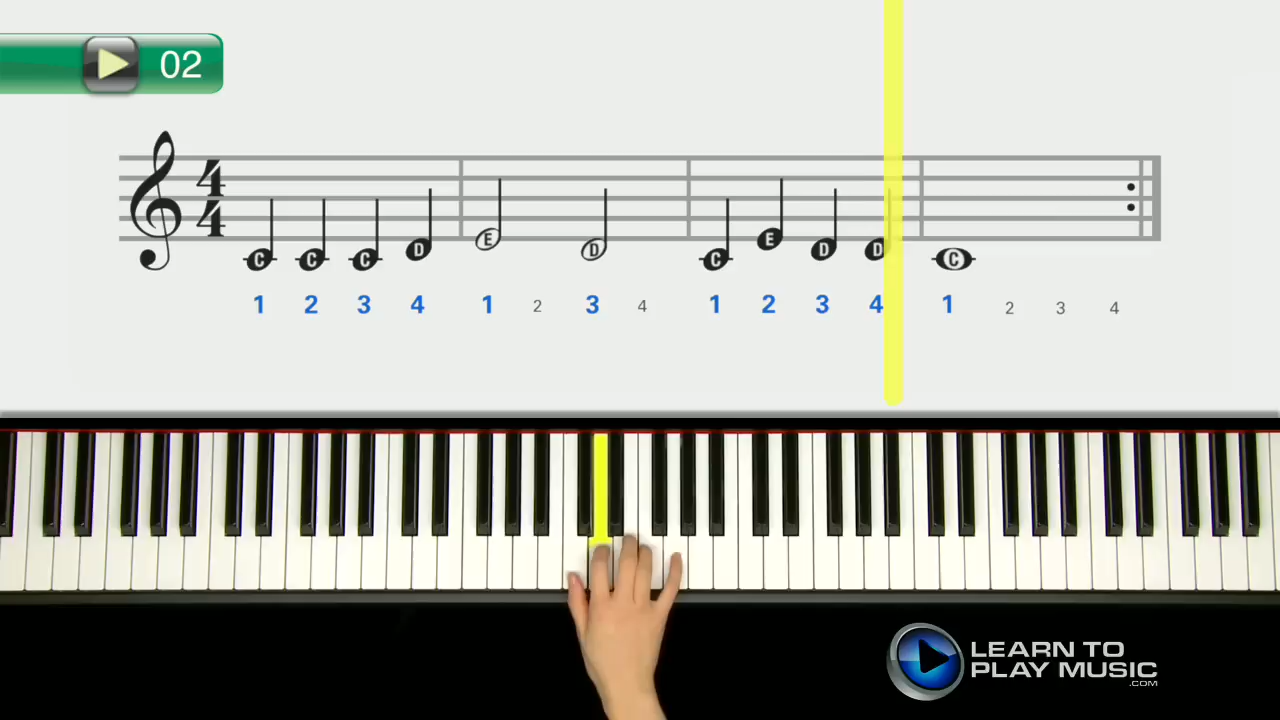 02
4
4
C C C D E D C E D D C
1 2 3 4 1 2 3 4 1 2 3 4 1 2 3 4
LEARN TO
PLAY MUSIC
.COM